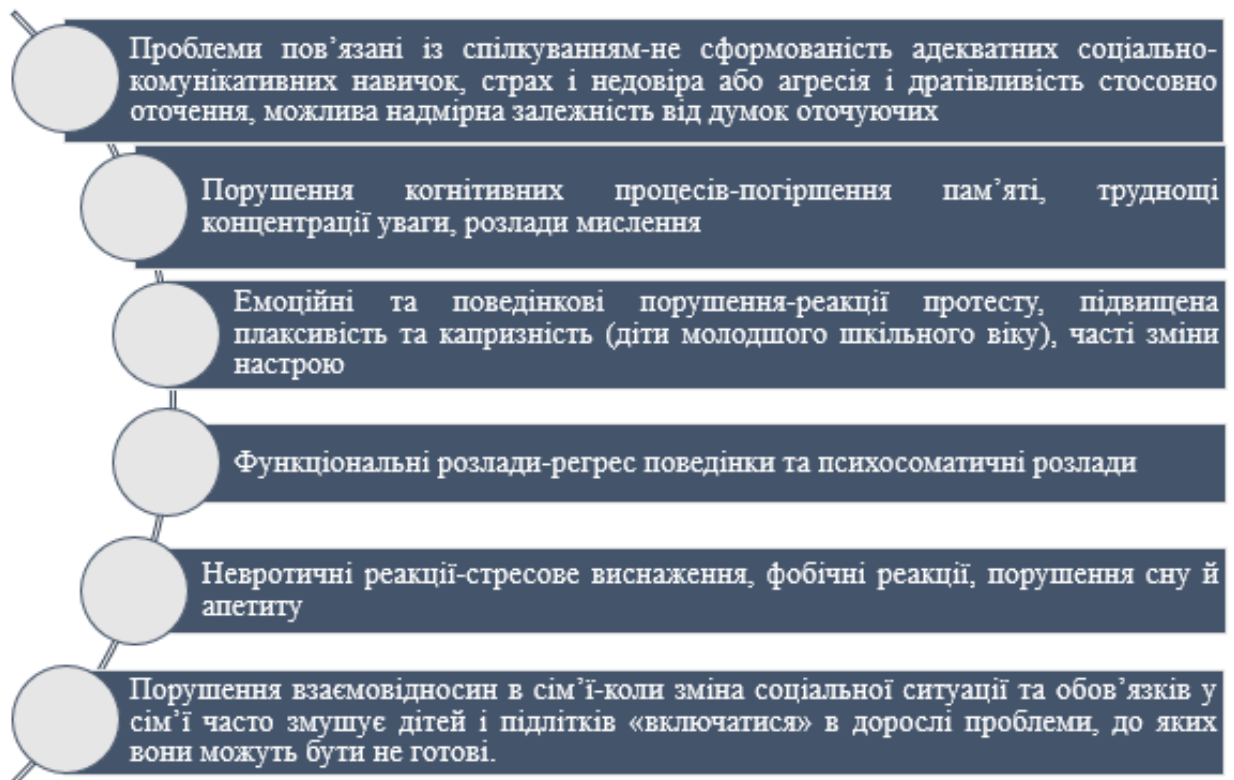 Проблеми пов’язані із спілкуванням-не сформованість адекватних соціально-
комунікативних навичок, страх і недовіра або агресія і дратівливість стосовно
оточення, можлива надмірна залежність від думок оточуючих
Порушення когнітивних процесів-погіршення пам’яті, труднощі
концентрації уваги, розлади мислення
Емоційні та поведінкові порушення-реакції протесту, підвищена
плаксивість та капризність (діти молодшого шкільного віку), часті зміни
настрою
Функціональні розлади-регрес поведінки та психосоматичні розлади
Невротичні реакції-стресове виснаження, фобічні реакції, порушення сну й
апетиту
Порушення взаємовідносин в сім’ї-коли зміна соціальної ситуації та обов’язків у
сім’ї часто змушує дітей і підлітків «включатися» в дорослі проблеми, до яких
вони можуть бути не готові.